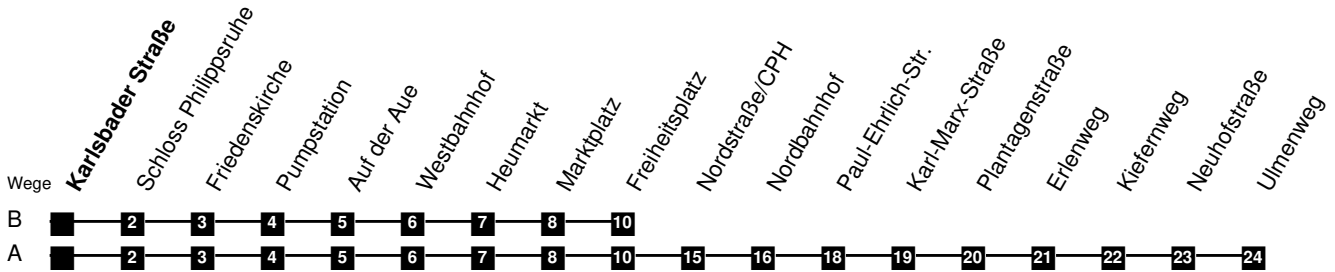 Karlsbader Straße
Schloss Philippsruhe
Friedenskirche
Pumpstation
Auf der Aue
Westbahnhof
Heumarkt
Marktplatz
Freiheitsplatz
Nordstraße/CPH
Nordbahnhof
Paul-Ehrlich-Str.
Karl-Marx-Straße
Plantagenstraße
Erlenweg
Kiefernweg
Neuhofstraße
Ulmenweg
Wege
B 2 3 4 5 6 7 8 10
A 2 3 4 5 6 7 8 10 15 16 18 19 20 21 22 23 24